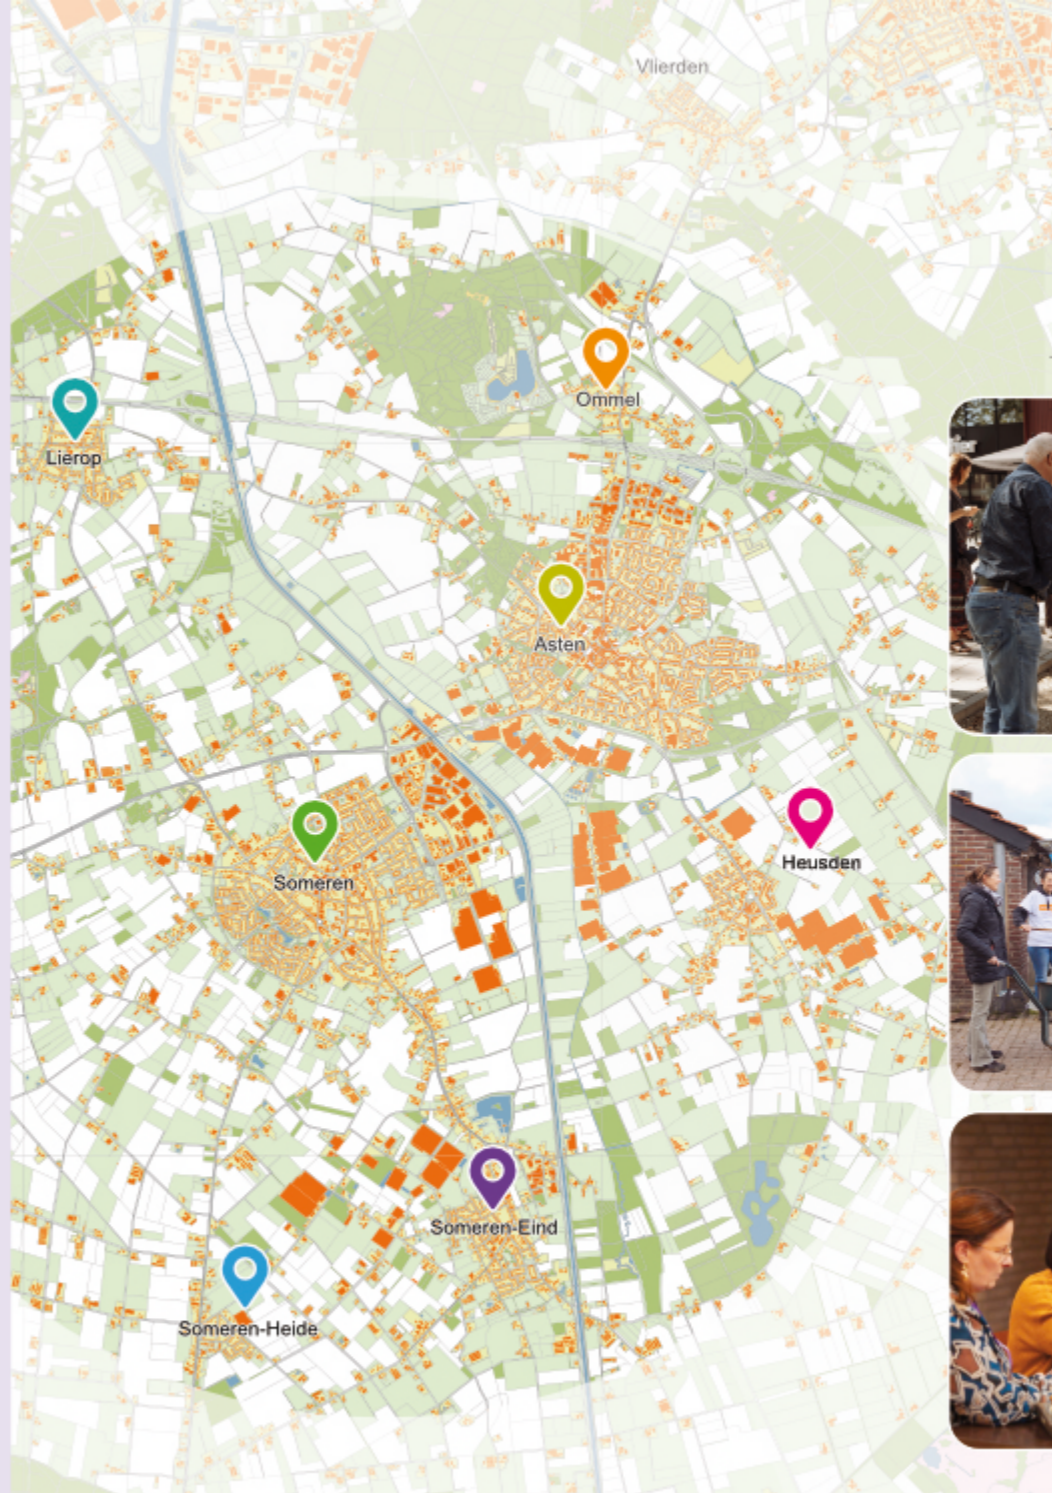 Vlierden
Ommel
Lierop
Asten
Heusden
Someren
Someren-Eind
Someren-Heide